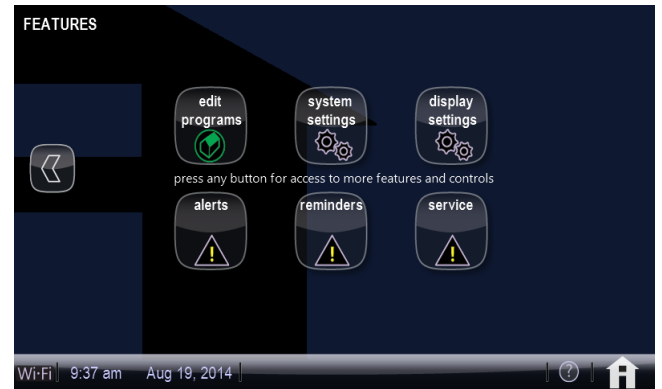 FEATURES
edit programs
system settings
display settings
press any button for access to more features and controls
alerts
reminders
service
Wi-Fi 9:37 am Aug 19, 2014 ?